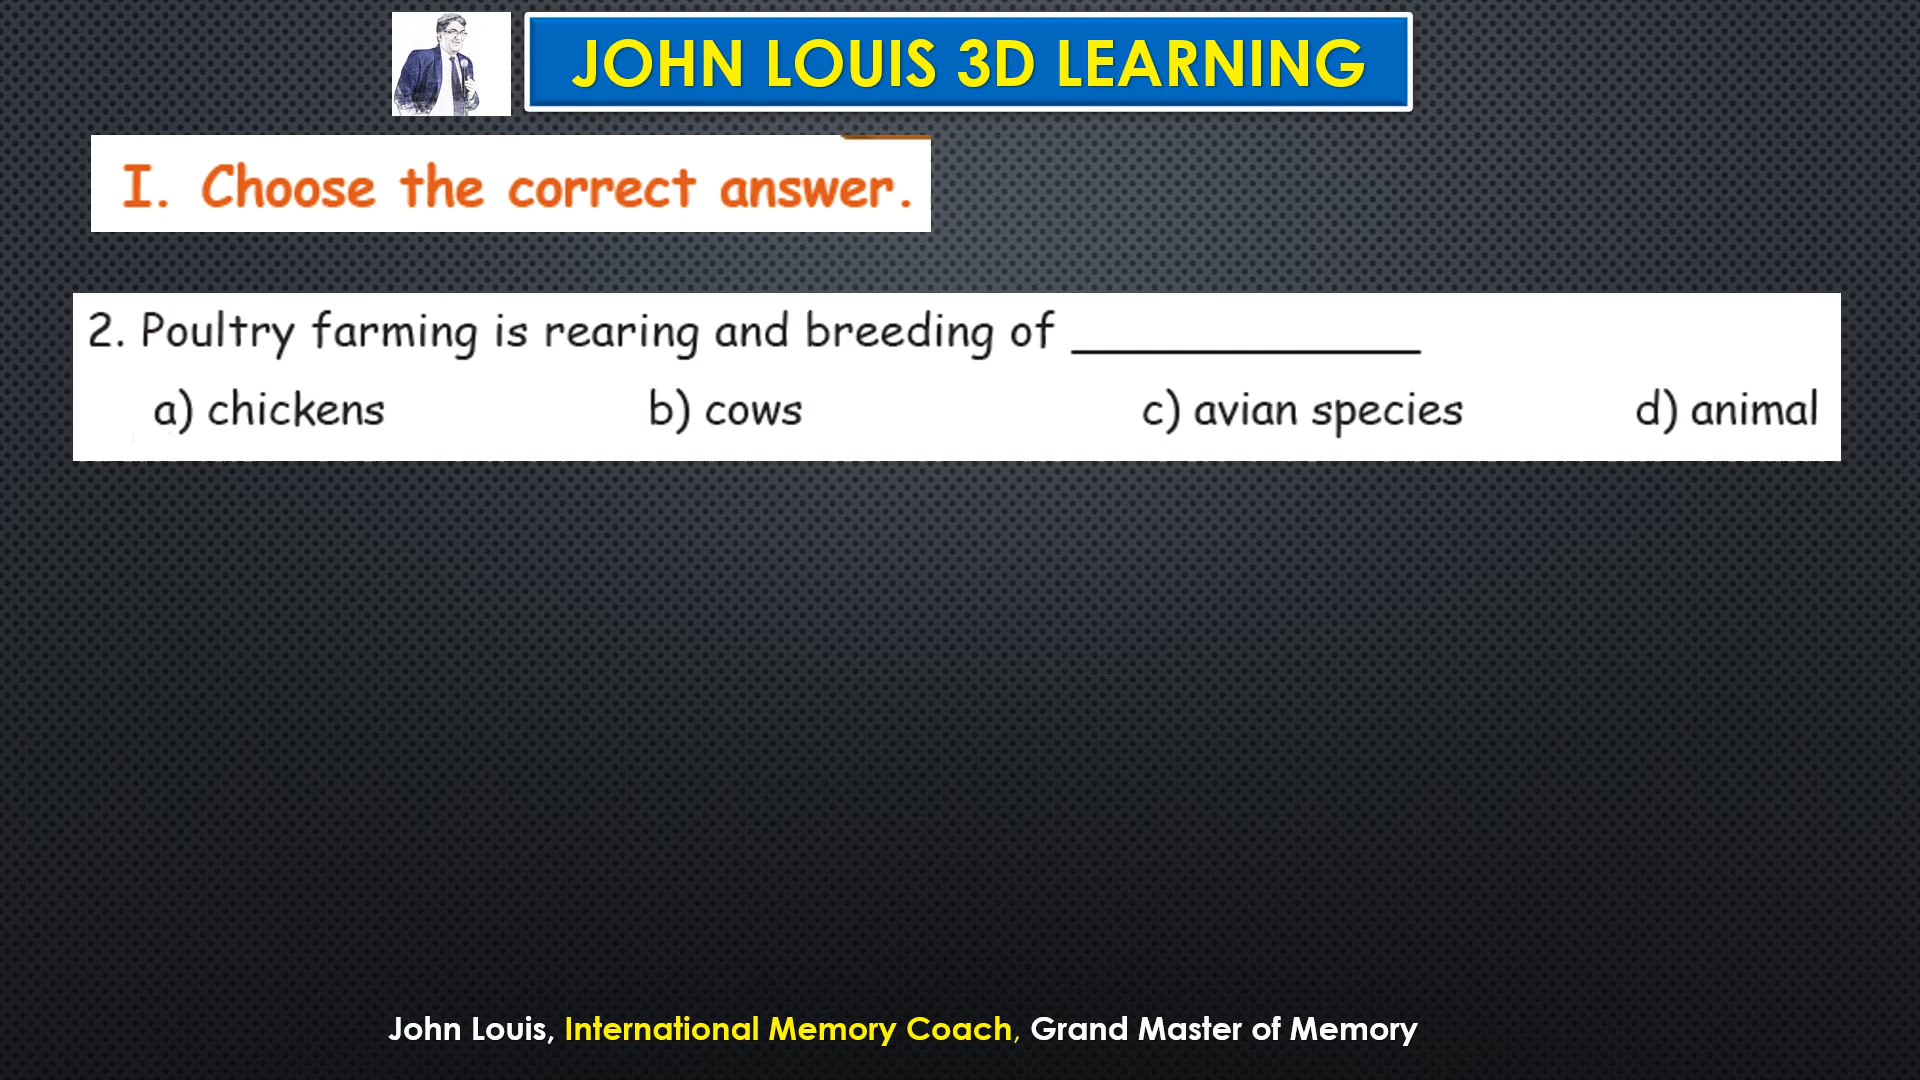 JOHN LOUIS 3D LEARNING
I. Choose the correct answer.
2. Poultry farming is rearing and breeding of ______________
a) chickens b) cows c) avian species d) animal
John Louis, International Memory Coach, Grand Master of Memory